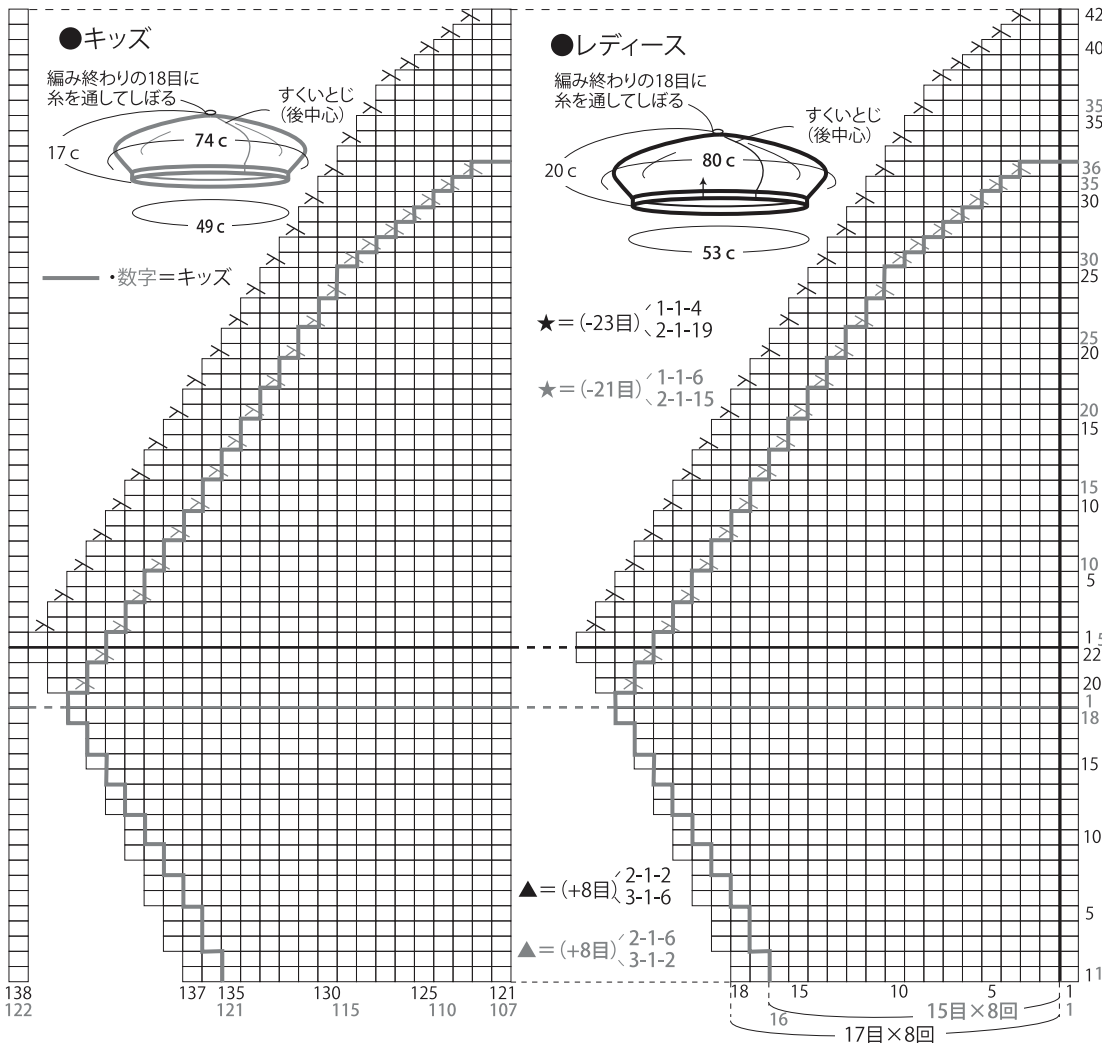 ●キッズ
編み終わりの18目に
糸を通してしぼる
すくいとじ
(後中心)
17 c
74 c
49 c
・数字=キッズ
●レディース
編み終わりの18目に
糸を通してしぼる
すくいとじ
(後中心)
20 c
80 c
53 c
★=(-23目) 1-1-4
2-1-19
★=(-21目) 1-1-6
2-1-15
▲=(+8目) 2-1-2
3-1-6
▲=(+8目) 2-1-6
3-1-2
42
40
35
35
36
35
30
30
25
25
20
20
15
15
10
10
5
1
22
20
1
18
15
10
5
1
138 137 135 130 125 121
122 121 115 110 107
18 15 10 5 1
16 15目×8回 1
17目×8回